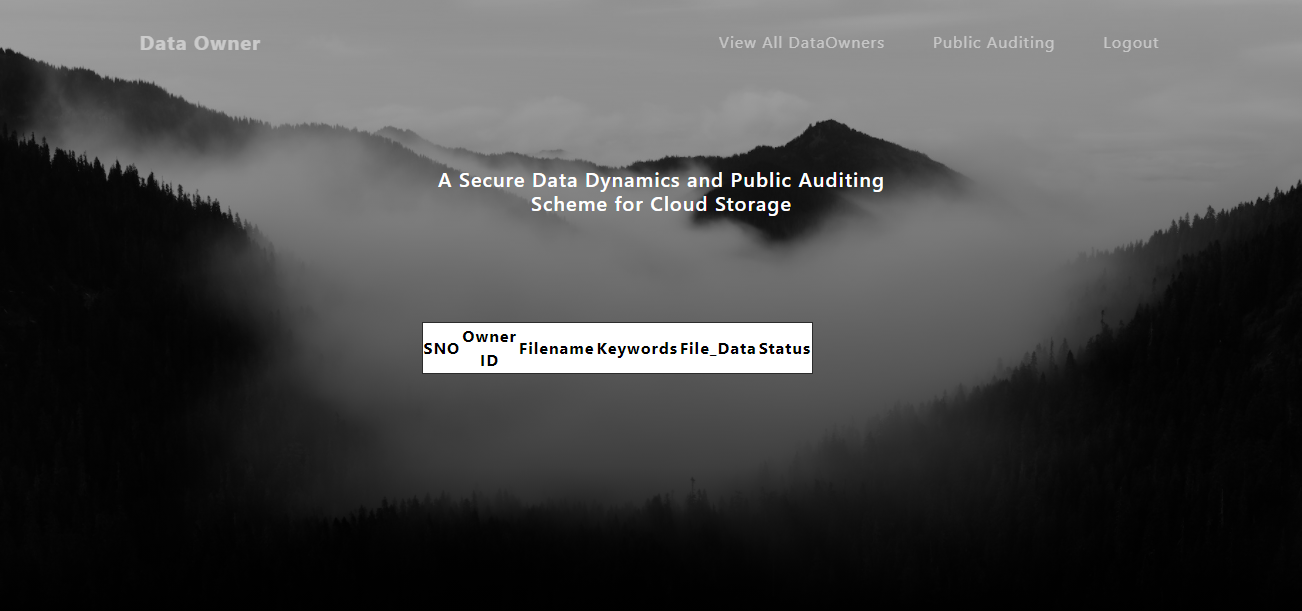 Data Owner
View All DataOwners
Public Auditing
Logout
A Secure Data Dynamics and Public Auditing
Scheme for Cloud Storage
SNO
Owner
ID
Filename
Keywords
File_Data
Status